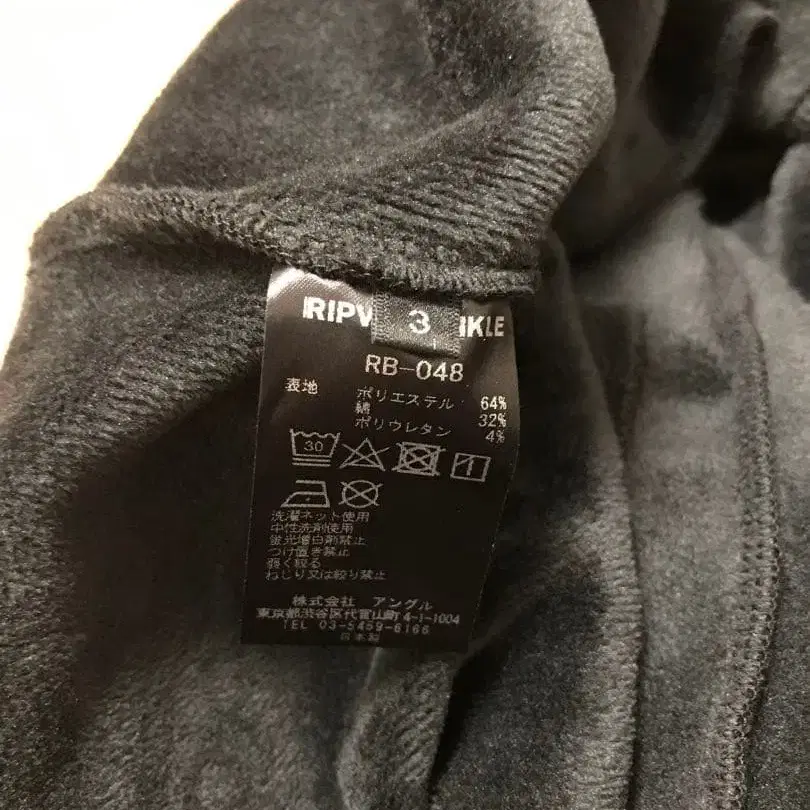 RIPV 3 IKLE
RB-048
表地 ポリエステル 64%
綿 32%
ポリウレタン 4%
30
1
洗濯ネット使用
中性洗剤使用
蛍光増白剤禁止
つけ置き禁止
弱く絞る
ねじり又は絞り禁止
株式会社 アングル
東京都渋谷区代官山町4-1-1004
TEL 03-5459-6166
日本製